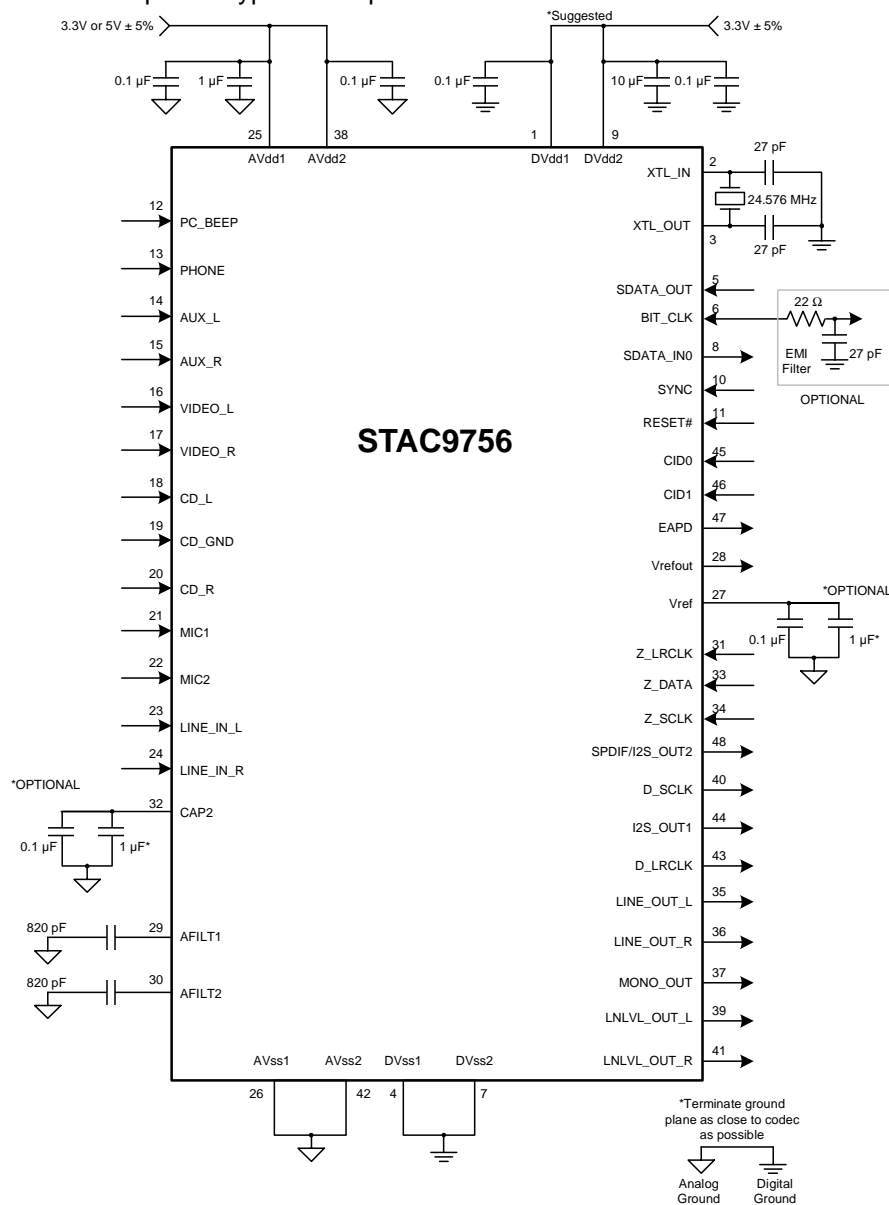 3.3V or 5V ± 5%
*Suggested
3.3V ± 5%
0.1 µF
1 µF
0.1 µF
0.1 µF
10 µF
0.1 µF
25
38
1
9
AVdd1
AVdd2
DVdd1
DVdd2
27 pF
XTL_IN
2
24.576 MHz
XTL_OUT
3
27 pF
12
PC_BEEP
13
PHONE
14
AUX_L
15
AUX_R
16
VIDEO_L
17
VIDEO_R
18
CD_L
19
CD_GND
20
CD_R
21
MIC1
22
MIC2
23
LINE_IN_L
24
LINE_IN_R
*OPTIONAL
32
CAP2
0.1 µF
1 µF*
820 pF
29
AFILT1
820 pF
30
AFILT2
STAC9756
SDATA_OUT
5
BIT_CLK
6
22 Ω
EMI
Filter
27 pF
OPTIONAL
SDATA_IN0
8
SYNC
10
RESET#
11
CID0
45
CID1
46
EAPD
47
Vrefout
28
Vref
27
*OPTIONAL
0.1 µF
1 µF*
Z_LRCLK
31
Z_DATA
33
Z_SCLK
34
SPDIF/I2S_OUT2
48
D_SCLK
40
I2S_OUT1
44
D_LRCLK
43
LINE_OUT_L
35
LINE_OUT_R
36
MONO_OUT
37
LNLVL_OUT_L
39
LNLVL_OUT_R
41
AVss1
AVss2
DVss1
DVss2
26
42
4
7
*Terminate ground
plane as close to codec
as possible
Analog
Ground
Digital
Ground